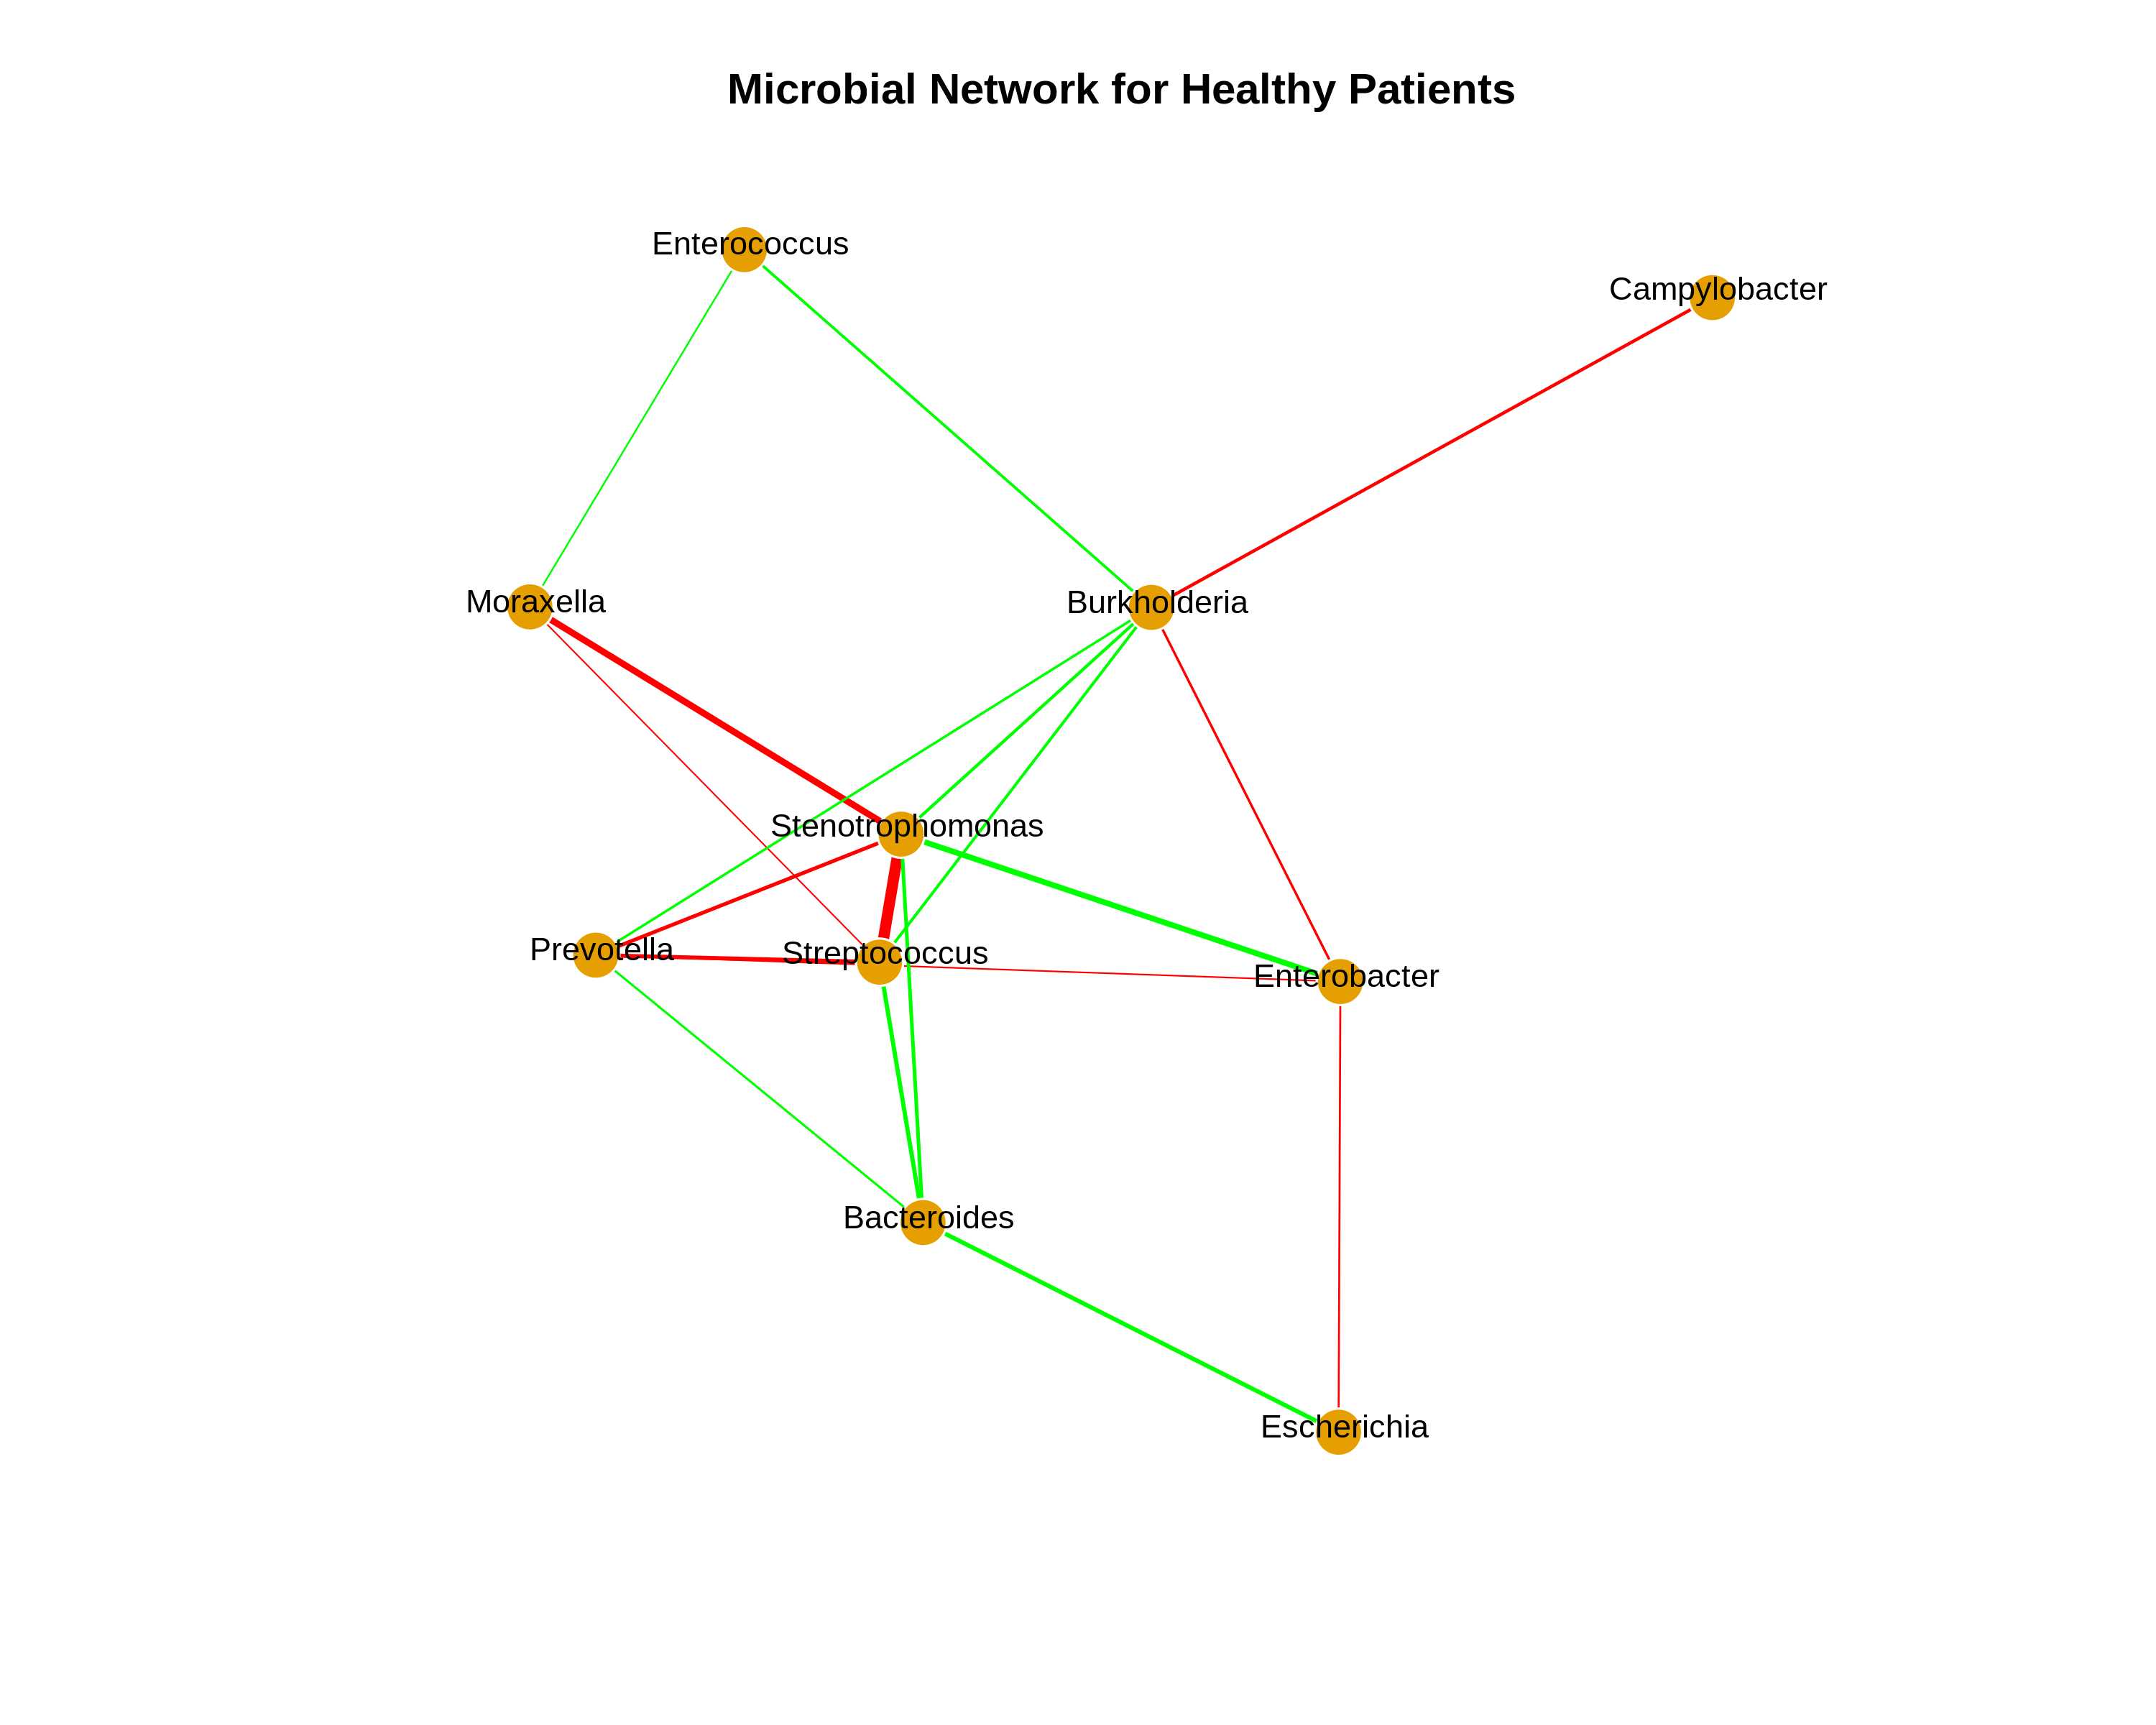 Microbial Network for Healthy Patients
Enterococcus
Campylobacter
Moraxella
Burkholderia
Stenotrophomonas
Prevotella
Streptococcus
Enterobacter
Bacteroides
Escherichia